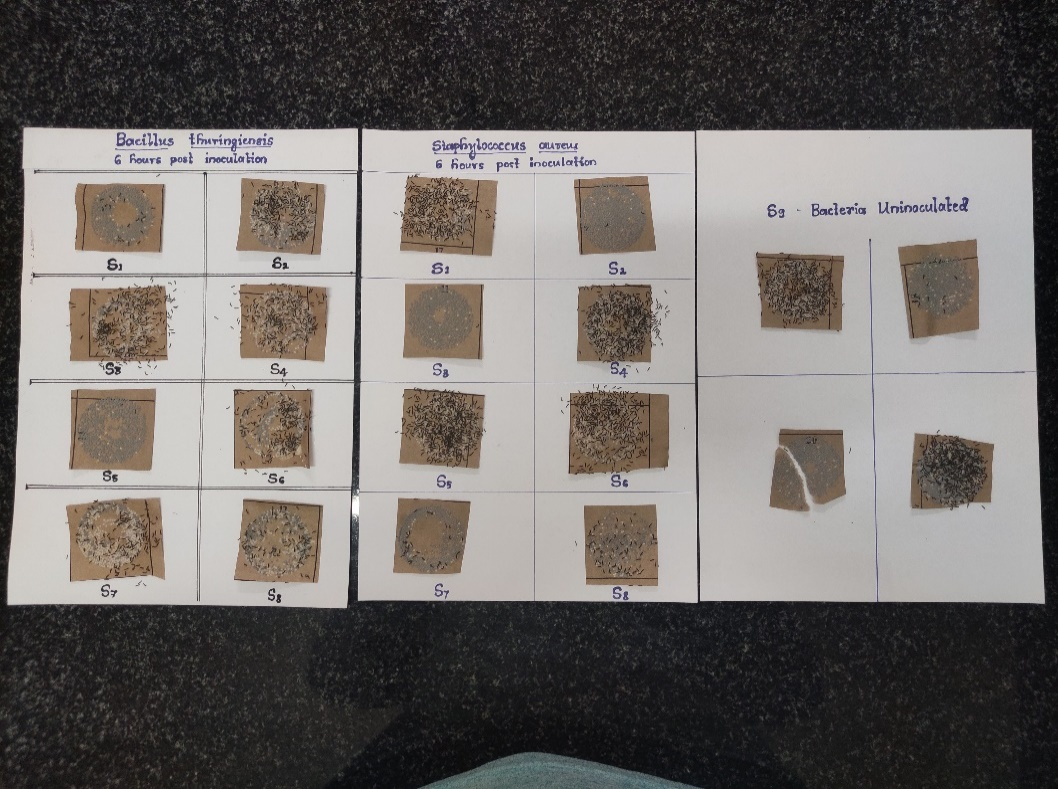 Bacillus thuringiensis
6 hours post inoculation
S1
S2
S3
S4
S5
S6
S7
S8
Staphylococcus aureus
6 hours post inoculation
S1
S2
S3
S4
S5
S6
S7
S8
S9 - Bacteria Uninoculated